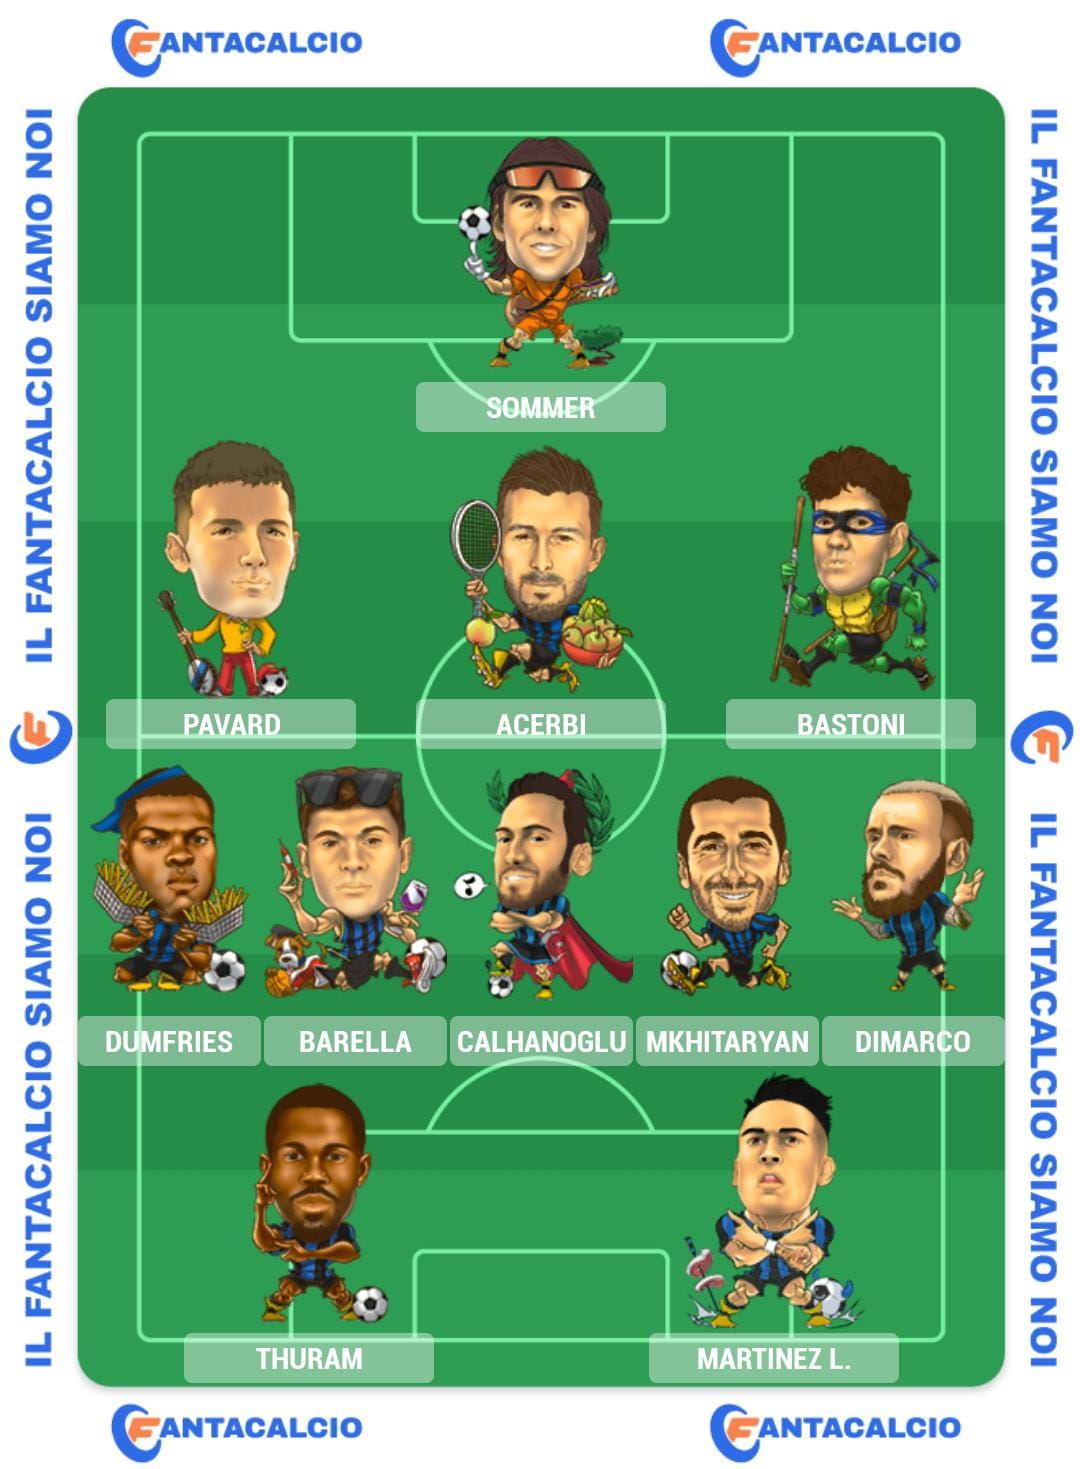 FANTACALCIO
FANTACALCIO
IL FANTACALCIO SIAMO NOI
IL FANTACALCIO SIAMO NOI
SOMMER
PAVARD
ACERBI
BASTONI
DUMFRIES
BARELLA
CALHANOGLU
MKHITARYAN
DIMARCO
IL FANTACALCIO SIAMO NOI
IL FANTACALCIO SIAMO NOI
THURAM
MARTINEZ L.
FANTACALCIO
FANTACALCIO